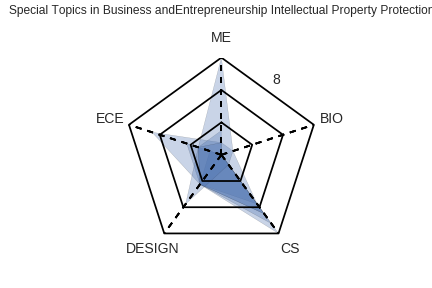 Special Topics in Business andEntrepreneurship Intellectual Property Protection
ME
8
ECE
BIO
DESIGN
CS